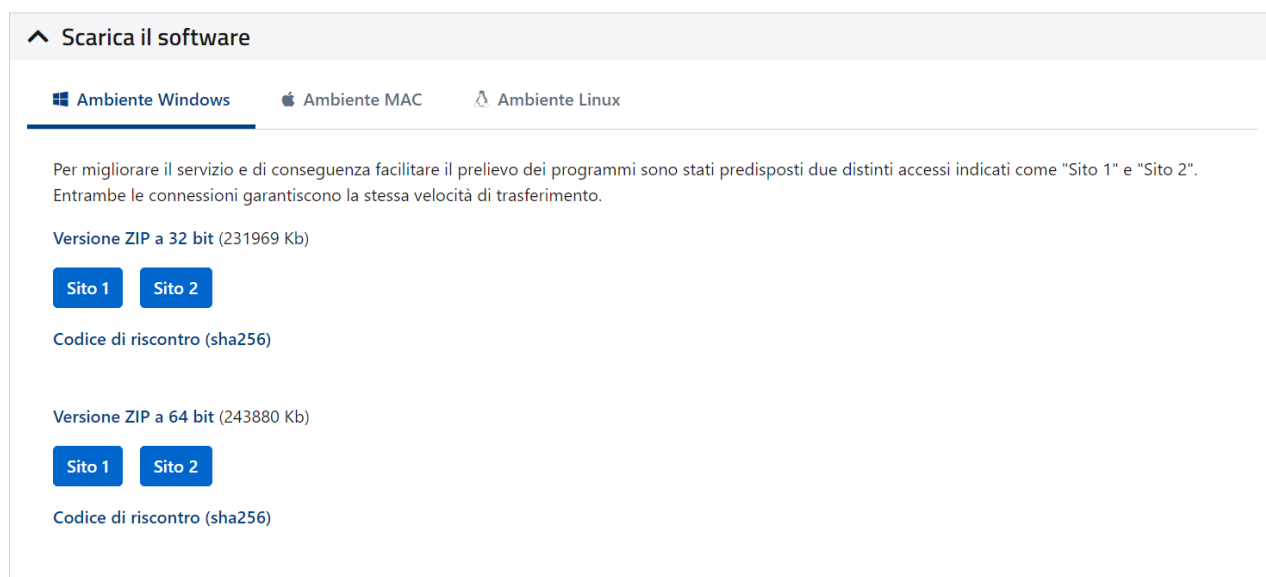 Scarica il software
Ambiente Windows Ambiente MAC Ambiente Linux
Per migliorare il servizio e di conseguenza facilitare il prelievo dei programmi sono stati predisposti due distinti accessi indicati come "Sito 1" e "Sito 2".
Entrambe le connessioni garantiscono la stessa velocità di trasferimento.
Versione ZIP a 32 bit (231969 Kb)
Sito 1 Sito 2
Codice di riscontro (sha256)
Versione ZIP a 64 bit (243880 Kb)
Sito 1 Sito 2
Codice di riscontro (sha256)